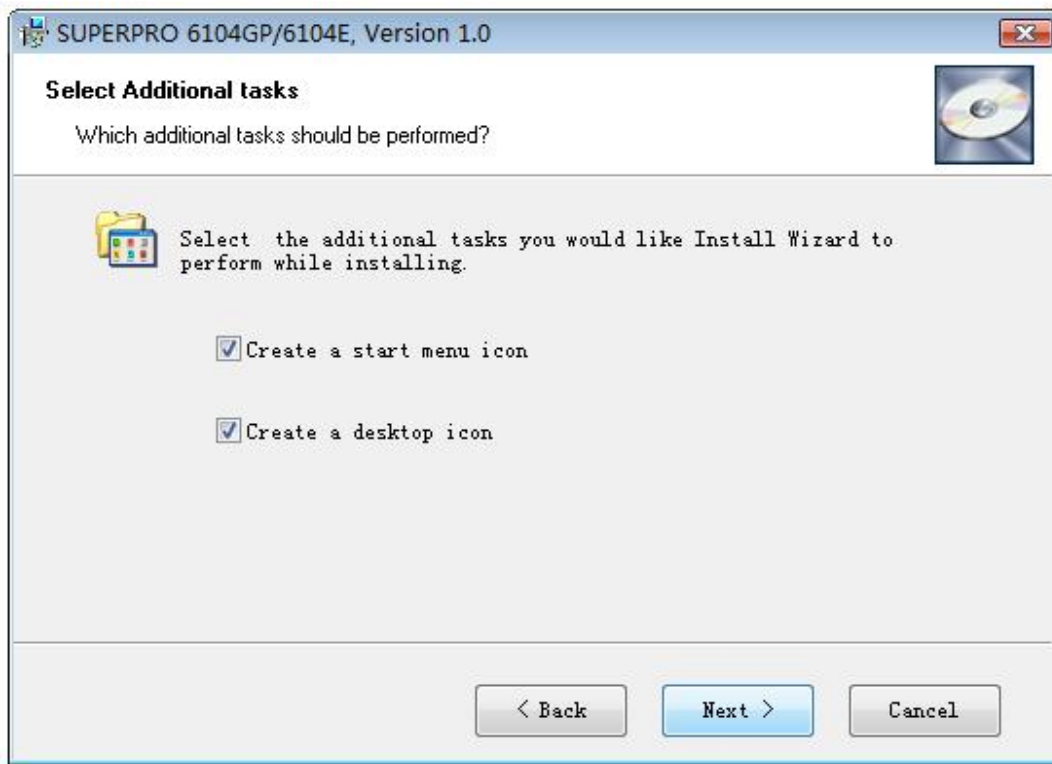 SUPERPRO 6104GP/6104E, Version 1.0
Select Additional tasks
Which additional tasks should be performed?
Select  the additional tasks you would like Install Wizard to
perform while installing.
Create a start menu icon
Create a desktop icon
< Back
Next >
Cancel